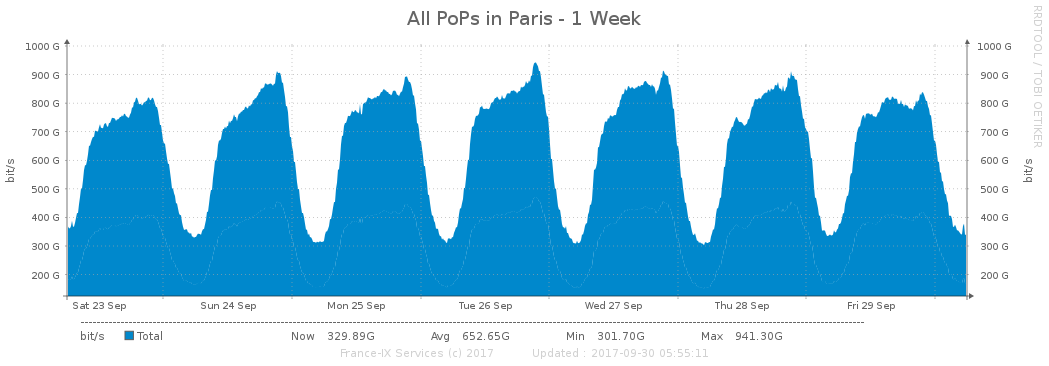 All PoPs in Paris - 1 Week
RRDTOOL / TOBI OETIKER
bit/s
1000 G
900 G
800 G
700 G
600 G
500 G
400 G
300 G
200 G
1000 G
900 G
800 G
700 G
600 G
500 G
400 G
300 G
200 G
bit/s
Sat 23 Sep Sun 24 Sep Mon 25 Sep Tue 26 Sep Wed 27 Sep Thu 28 Sep Fri 29 Sep
bit/s Total Now 329.89G Avg 652.65G Min 301.70G Max 941.30G
France-IX Services (c) 2017 Updated : 2017-09-30 05:55:11